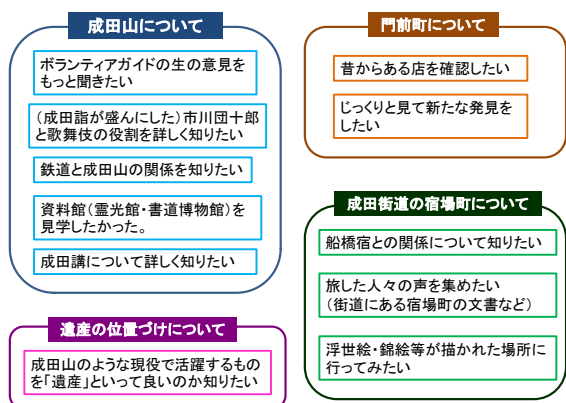 成田山について
ボランティアガイドの生の意見を
もっと聞きたい
(成田詣が盛んにした)市川団十郎
と歌舞伎の役割を詳しく知りたい
鉄道と成田山の関係を知りたい
資料館(霊光館・書道博物館)を
見学したかった。
成田講について詳しく知りたい
遺産の位置づけについて
成田山のような現役で活躍するもの
を「遺産」といって良いのか知りたい
門前町について
昔からある店を確認したい
じっくりと見て新たな発見を
したい
成田街道の宿場町について
船橋宿との関係について知りたい
旅した人々の声を集めたい
(街道にある宿場町の文書など)
浮世絵・錦絵等が描かれた場所に
行ってみたい